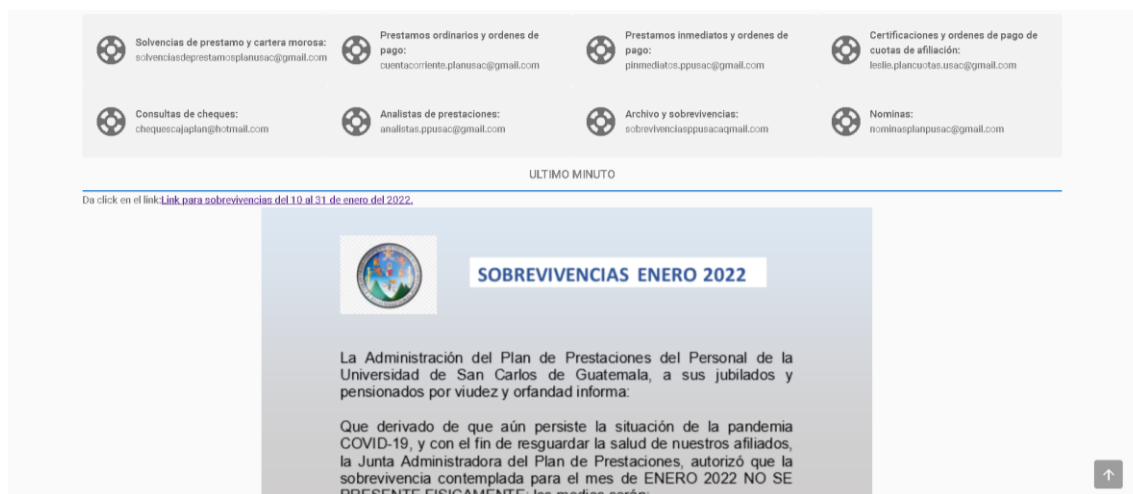 Solvencias de prestamo y cartera morosa:
solvenciasdeprestamosplanusac@gmail.com
Prestamos ordinarios y ordenes de
pago:
cuentacorriente.planusac@gmail.com
Prestamos inmediatos y ordenes de
pago:
pinmediatos.ppusac@gmail.com
Certificaciones y ordenes de pago de
cuotas de afiliación:
leslie.plancuotas.usac@gmail.com
Consultas de cheques:
chequescajaplan@hotmail.com
Analistas de prestaciones:
analistas.ppusac@gmail.com
Archivo y sobrevivencias:
sobrevivenciasppusacaqmail.com
Nominas:
nominasplanpusac@gmail.com
ULTIMO MINUTO
Da click en el link:Link para sobrevivencias del 10 al 31 de enero del 2022.
SOBREVIVENCIAS ENERO 2022
La Administración del Plan de Prestaciones del Personal de la
Universidad de San Carlos de Guatemala, a sus jubilados y
pensionados por viudez y orfandad informa:
Que derivado de que aún persiste la situación de la pandemia
COVID-19, y con el fin de resguardar la salud de nuestros afiliados,
la Junta Administradora del Plan de Prestaciones, autorizó que la
sobrevivencia contemplada para el mes de ENERO 2022 NO SE
PRESENTE FISICAMENTE; los medios serán: